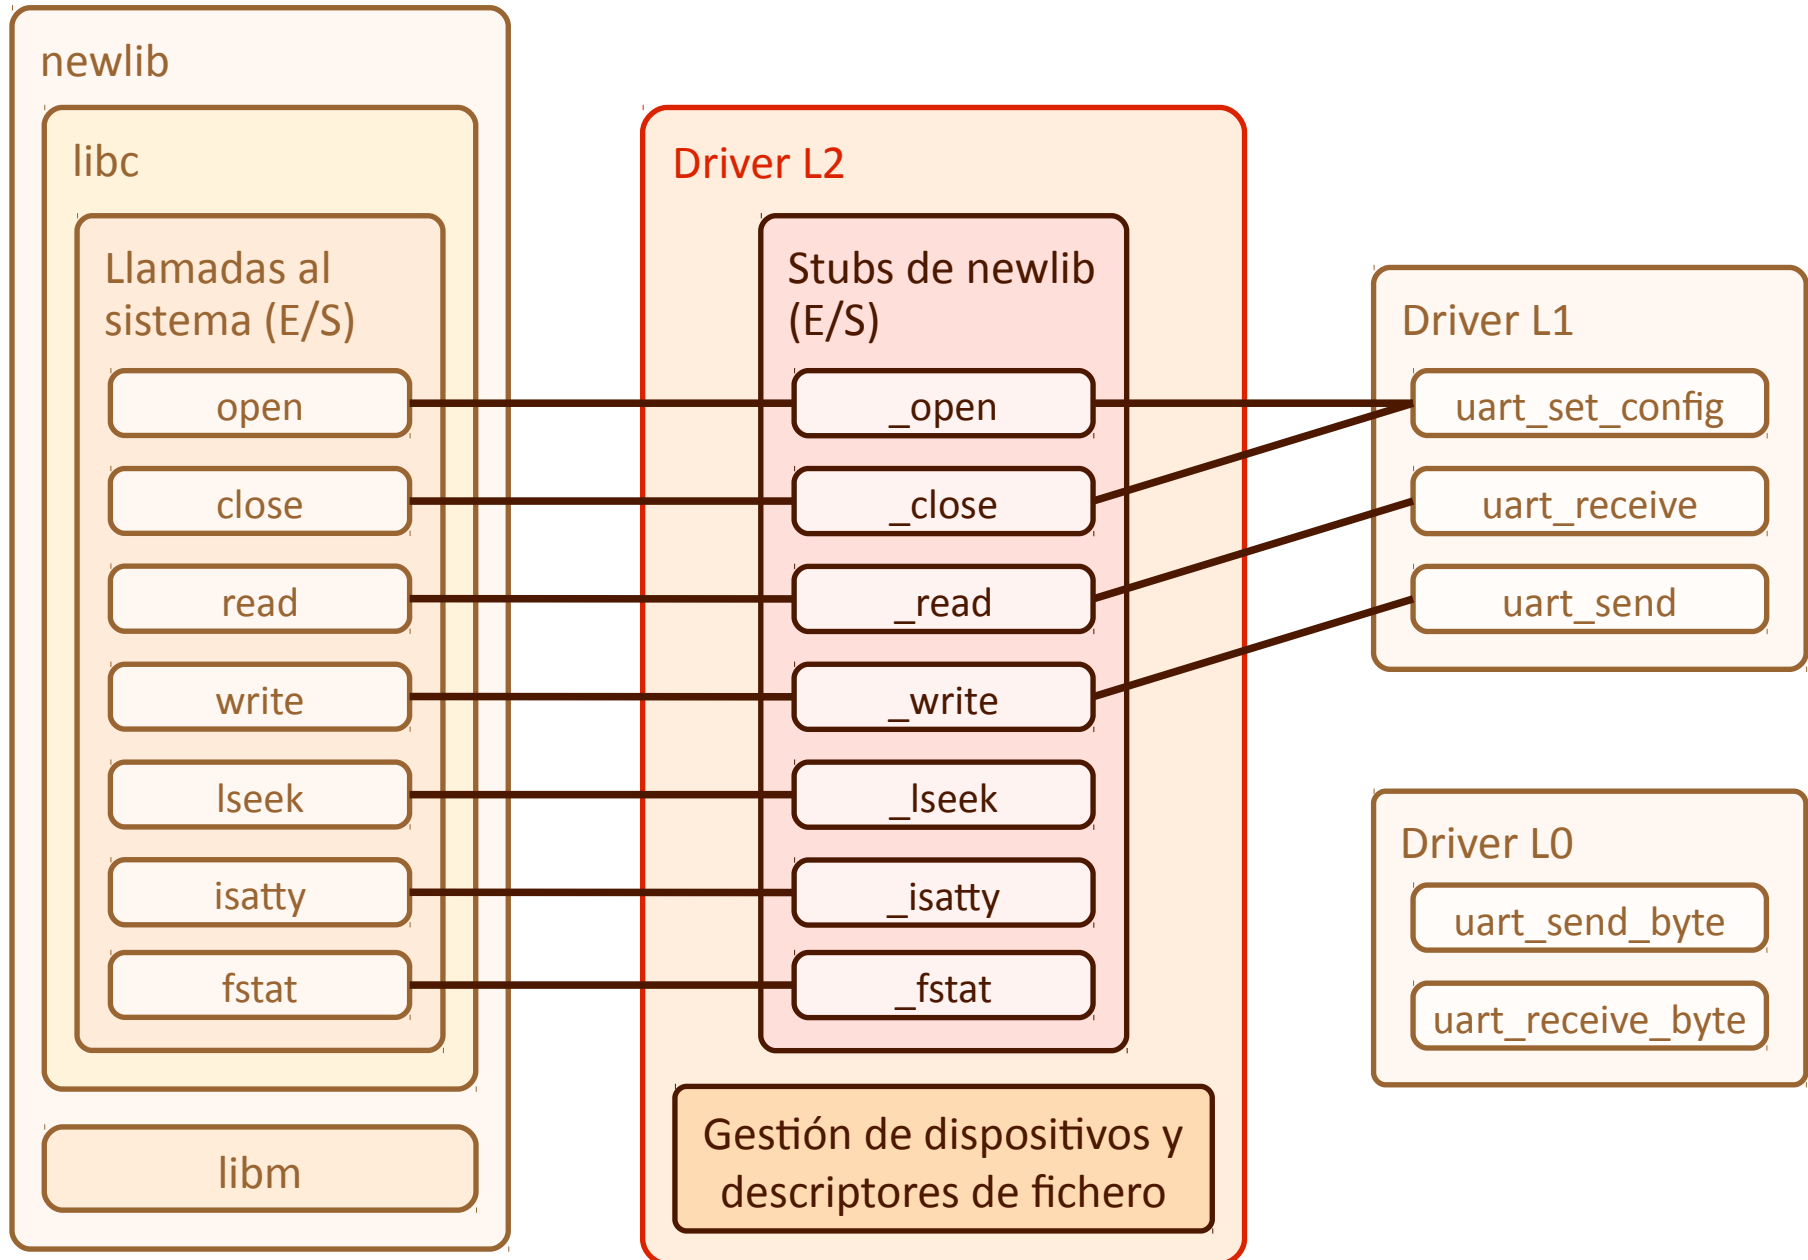 newlib
libc
Llamadas al
sistema (E/S)
open
close
read
write
lseek
isatty
fstat
libm
Driver L2
Stubs de newlib
(E/S)
_open
_close
_read
_write
_lseek
_isatty
_fstat
Gestión de dispositivos y
descriptores de fichero
Driver L1
uart_set_config
uart_receive
uart_send
Driver L0
uart_send_byte
uart_receive_byte